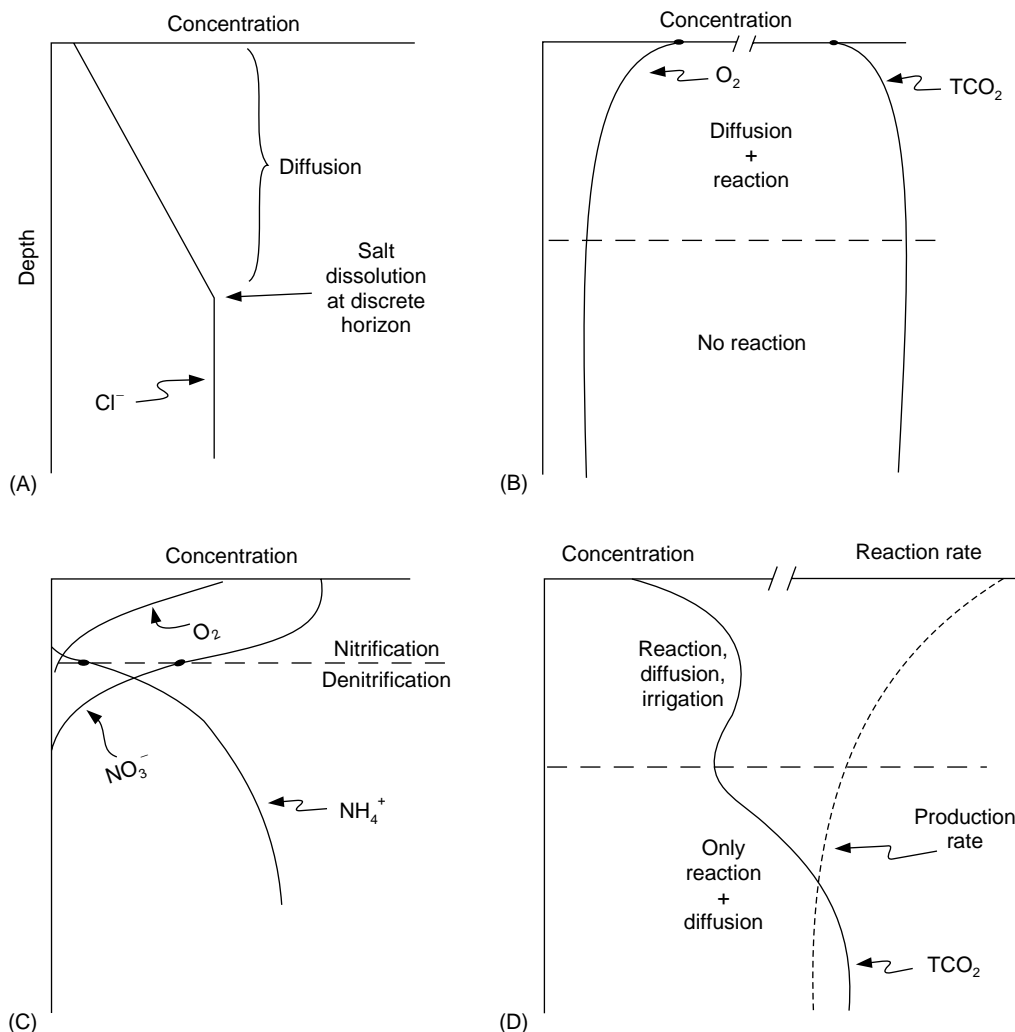 Concentration
Depth
Diffusion
Salt
dissolution
at discrete
horizon
Cl⁻
(A)
Concentration
O₂
TCO₂
Diffusion
+
reaction
No reaction
(B)
Concentration
O₂
Nitrification
Denitrification
NO₃⁻
NH₄⁺
(C)
Concentration
Reaction rate
Reaction,
diffusion,
irrigation
Production
rate
Only
reaction
+
diffusion
TCO₂
(D)